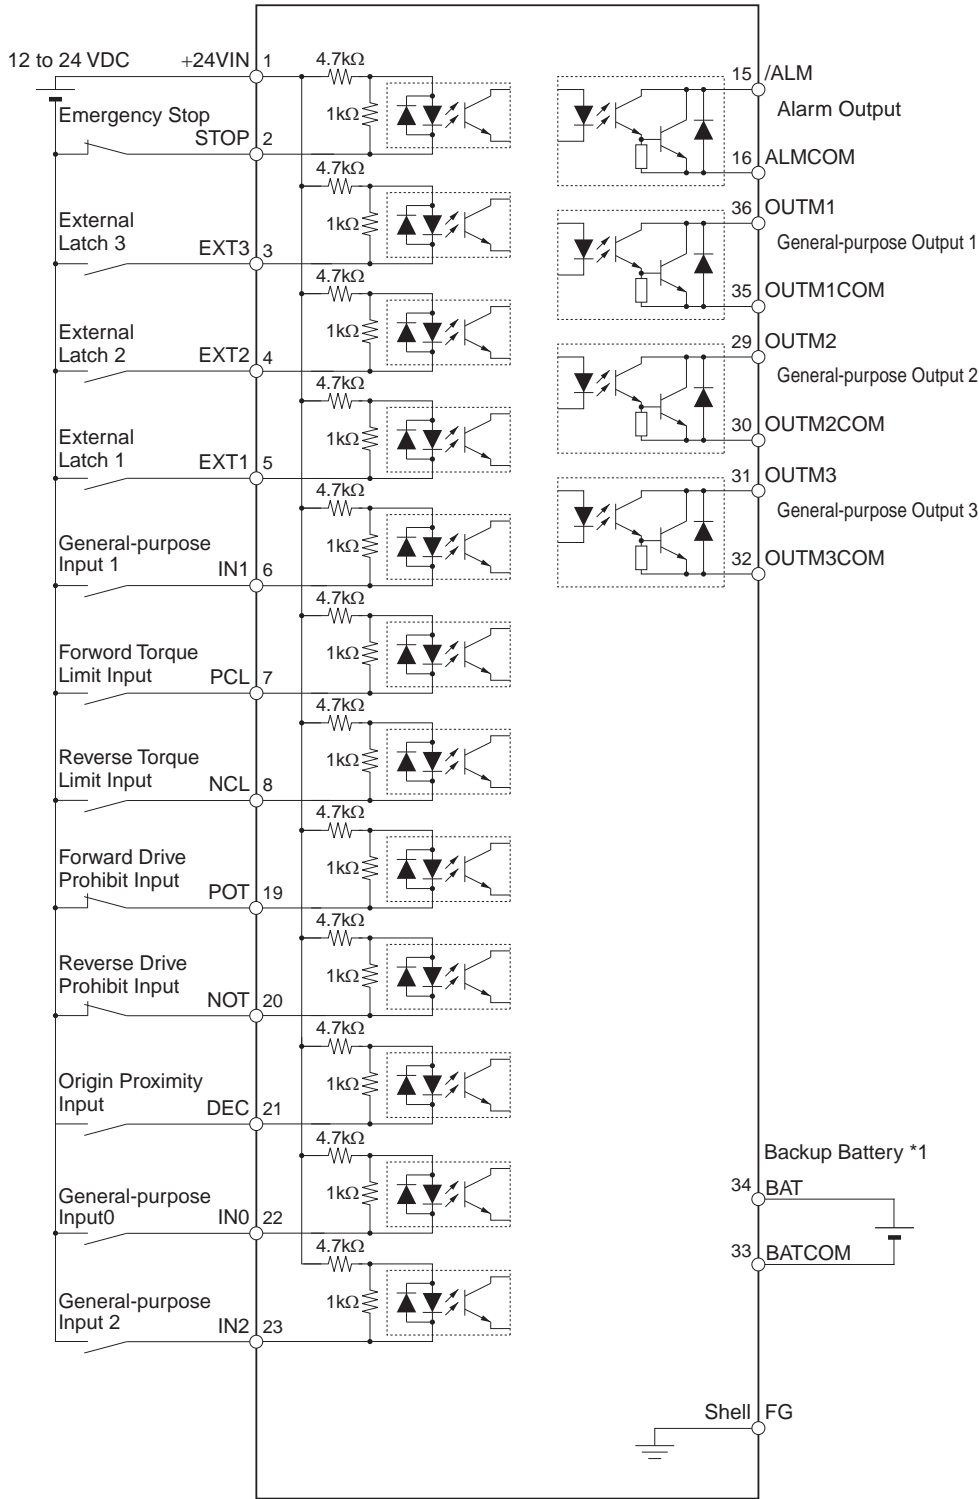 12 to 24 VDC
+24VIN 1
4.7kΩ
1kΩ
Emergency Stop
STOP 2
4.7kΩ
1kΩ
External
Latch 3
EXT3 3
4.7kΩ
1kΩ
External
Latch 2
EXT2 4
4.7kΩ
1kΩ
External
Latch 1
EXT1 5
4.7kΩ
1kΩ
General-purpose
Input 1
IN1 6
4.7kΩ
1kΩ
Forword Torque
Limit Input
PCL 7
4.7kΩ
1kΩ
Reverse Torque
Limit Input
NCL 8
4.7kΩ
1kΩ
Forward Drive
Prohibit Input
POT 19
4.7kΩ
1kΩ
Reverse Drive
Prohibit Input
NOT 20
4.7kΩ
1kΩ
Origin Proximity
Input
DEC 21
4.7kΩ
1kΩ
General-purpose
Input0
IN0 22
4.7kΩ
1kΩ
General-purpose
Input 2
IN2 23
15 /ALM
Alarm Output
16 ALMCOM
36 OUTM1
General-purpose Output 1
35 OUTM1COM
29 OUTM2
General-purpose Output 2
30 OUTM2COM
31 OUTM3
General-purpose Output 3
32 OUTM3COM
Backup Battery *1
34 BAT
33 BATCOM
Shell FG